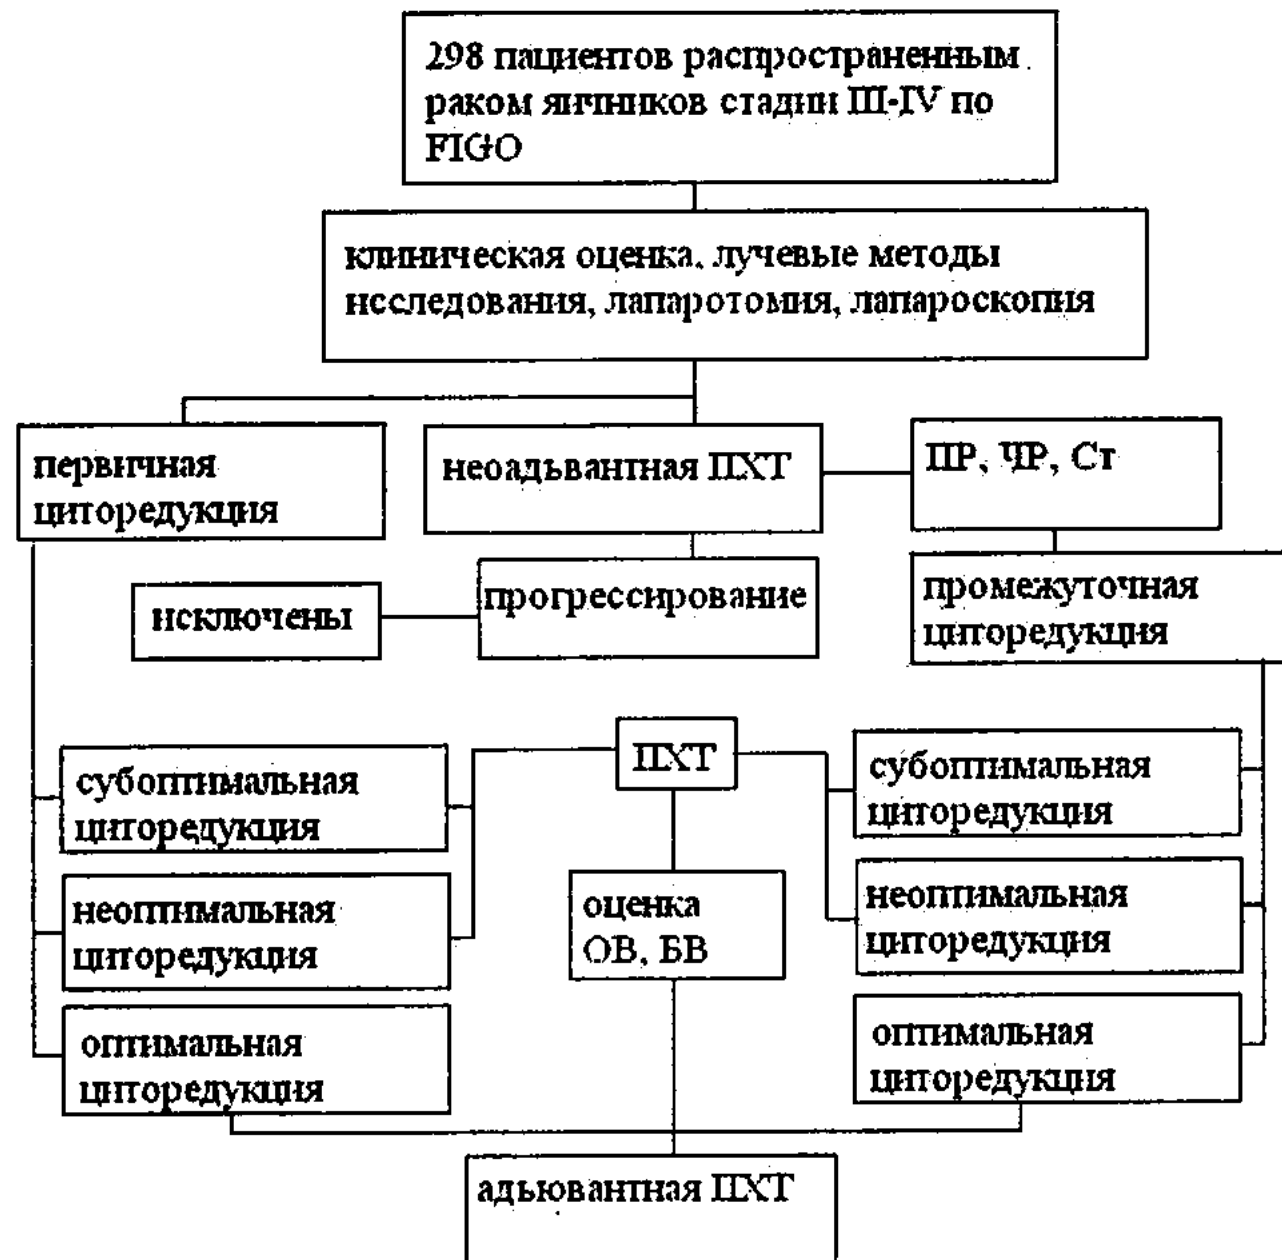 298 пациентов распространенным
раком яичников стадии III-IV по
FIGO
клиническая оценка, лучевые методы
исследования, лапаротомия, лапароскопия
первичная
циторедукция
неоадьвантная ПХТ
ПР, ЧР, Ст
исключены
прогрессирование
промежуточная
циторедукция
субоптимальная
циторедукция
ПХТ
субоптимальная
циторедукция
неоптимальная
циторедукция
оценка
ОВ, БВ
неоптимальная
циторедукция
оптимальная
циторедукция
оптимальная
циторедукция
адьювантная ПХТ